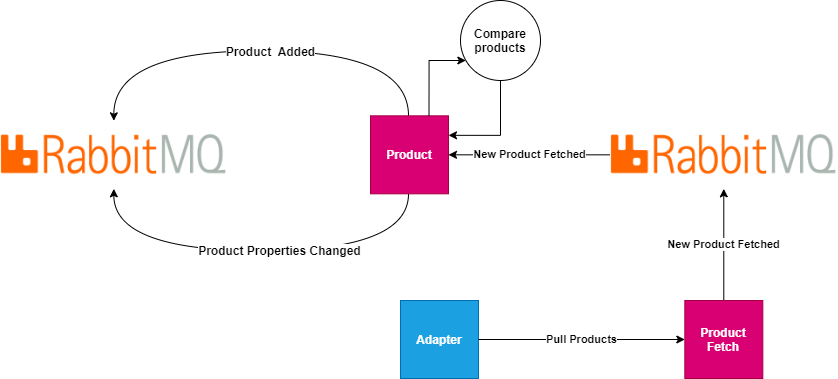 Compare
products
Product  Added
RabbitMQ
Product
New Product Fetched
RabbitMQ
Product Properties Changed
New Product Fetched
Adapter
Pull Products
Product
Fetch